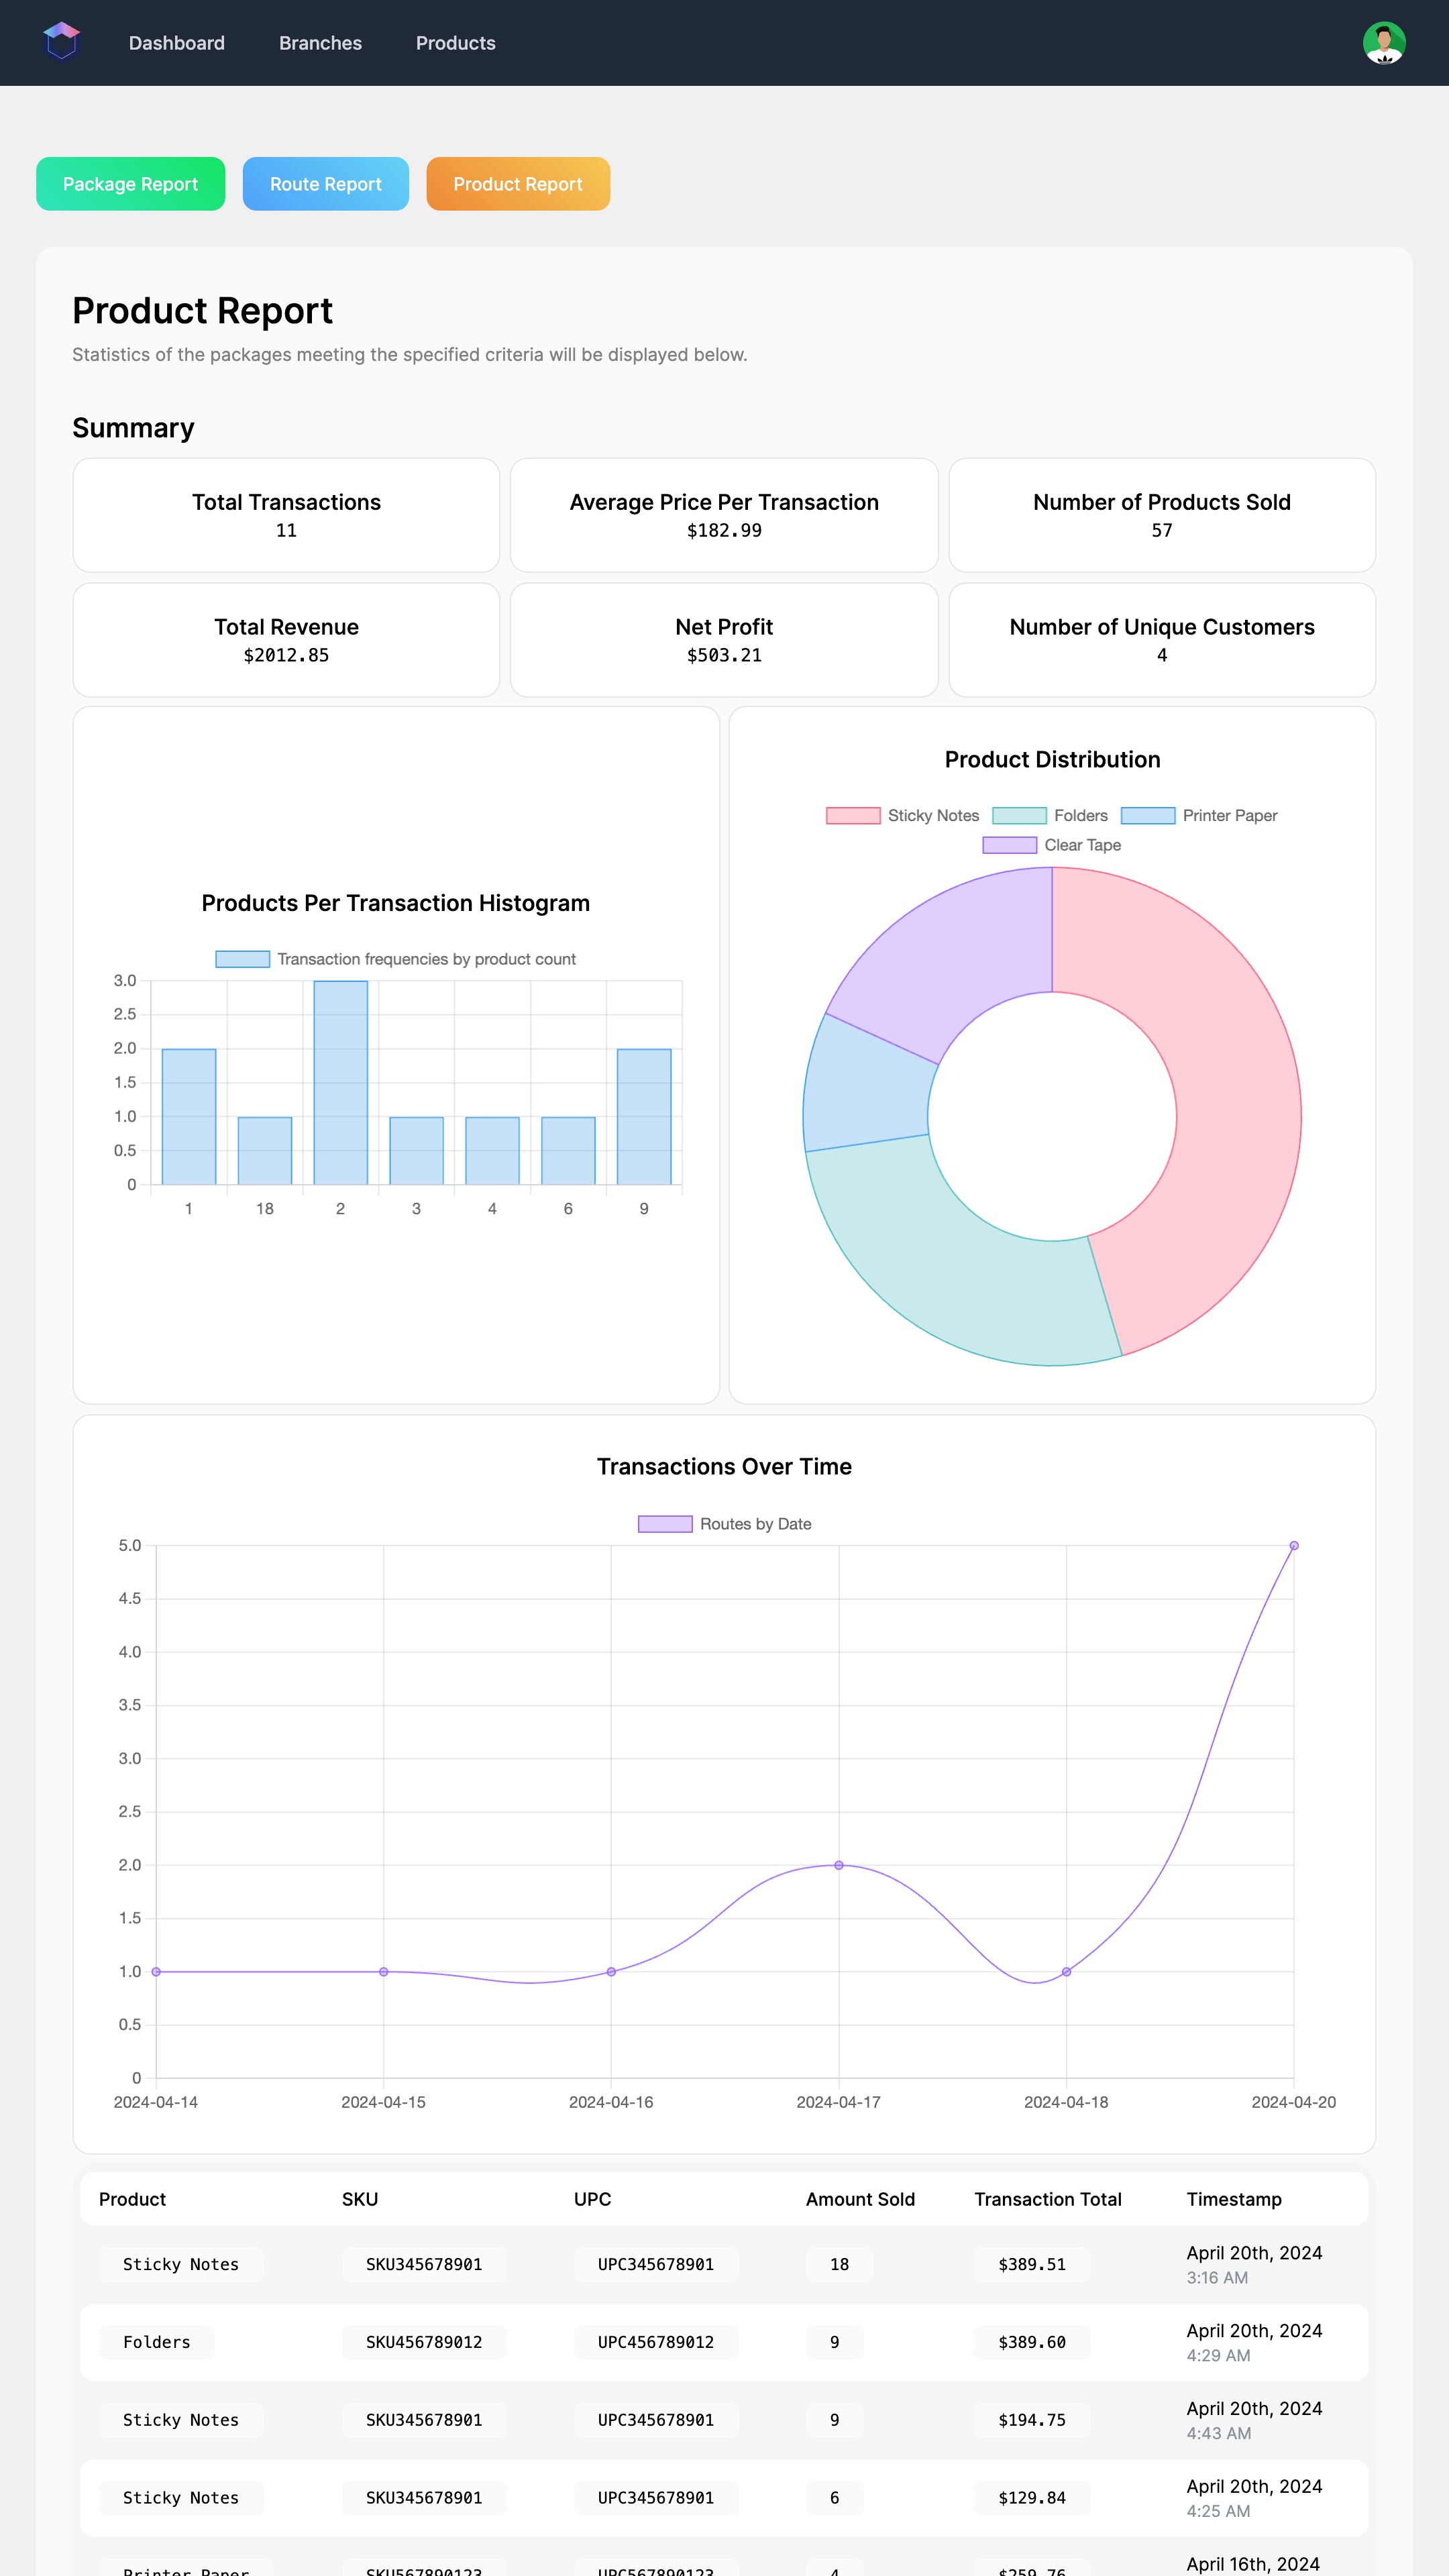 Dashboard Branches Products
Package Report Route Report Product Report
Product Report
Statistics of the packages meeting the specified criteria will be displayed below.
Summary
Total Transactions
11
Average Price Per Transaction
$182.99
Number of Products Sold
57
Total Revenue
$2012.85
Net Profit
$503.21
Number of Unique Customers
4
Products Per Transaction Histogram
Transaction frequencies by product count
3.0
2.5
2.0
1.5
1.0
0.5
0
1 18 2 3 4 6 9
Product Distribution
Sticky Notes Folders Printer Paper
Clear Tape
Transactions Over Time
Routes by Date
5.0
4.5
4.0
3.5
3.0
2.5
2.0
1.5
1.0
0.5
0
2024-04-14 2024-04-15 2024-04-16 2024-04-17 2024-04-18 2024-04-20
Product SKU UPC Amount Sold Transaction Total Timestamp
Sticky Notes SKU345678901 UPC345678901 18 $389.51 April 20th, 2024
3:16 AM
Folders SKU456789012 UPC456789012 9 $389.60 April 20th, 2024
4:29 AM
Sticky Notes SKU345678901 UPC345678901 9 $194.75 April 20th, 2024
4:43 AM
Sticky Notes SKU345678901 UPC345678901 6 $129.84 April 20th, 2024
4:25 AM
Printer Paper SKU567890123 UPC567890123 4 $259.76 April 16th, 2024